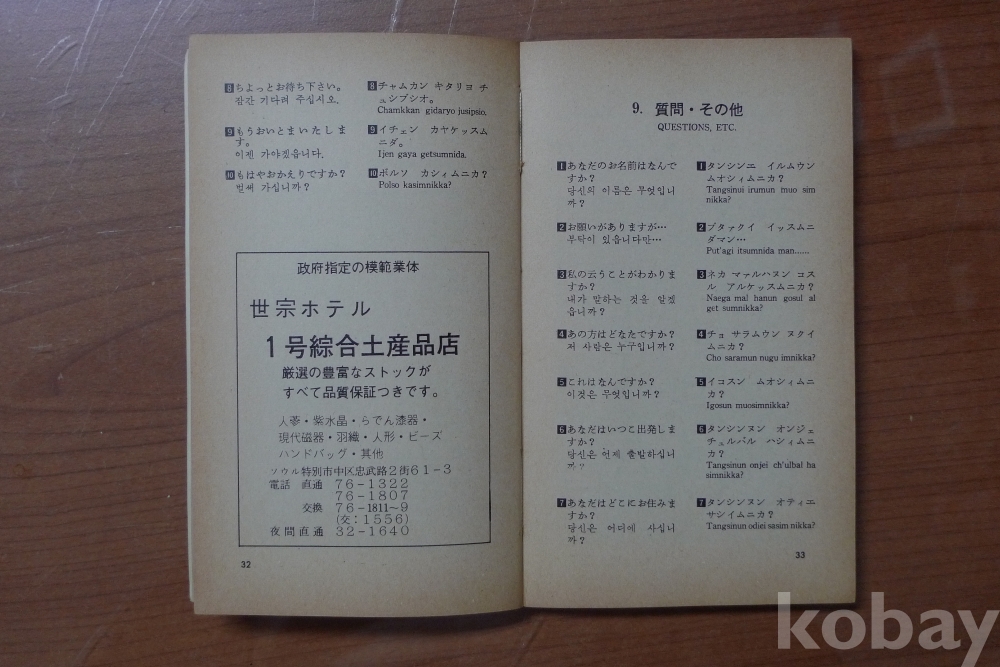 8 ちょっとお待ち下さい。
잠간 기다려 주십시오.
8 チャムカン キタリヨ チ
ュシプシオ。
Chamkkan gidaryo jusipsio.
9 もうおいとまいたしま
す。
이젠 가야겠읍니다.
9 イチェン カヤケッスム
ニダ。
Ijen gaya getsumnida.
10 もはやおかえりですか?
벌써 가십니까?
10 ポルソ カシィムニカ?
Polso kasimnikka?
政府指定の模範業体
世宗ホテル
1号綜合土産品店
厳選の豊富なストックが
すべて品質保証つきです。
人蔘・紫水晶・らでん漆器・
現代磁器・羽織・人形・ビーズ
ハンドバッグ・其他
ソウル特別市中区忠武路2街61-3
電話 直通 76-1322
76-1807
交換 76-1811~9
(交:1556)
夜間直通 32-1640
32
9. 質問・その他
QUESTIONS, ETC.
1 あなたのお名前はなんで
すか?
당신의 이름은 무엇입니
까?
1 タンシンエ イルムウン
ムオシィムニカ?
Tangsinui irumun muo sim
nikka?
2 お願いがありますが…
부탁이 있읍니다만…
2 プタァクイ イッスムニ
ダマン…
Put'agi itsumnida man......
3 私の云うことがわかりま
すか?
내가 말하는 것을 알겠
읍니까?
3 ネカ マァルハヌン コス
ル アルケッスムニカ?
Naega mal hanun gosul al
get sumnikka?
4 あの方はどなたですか?
저 사람은 누구입니까?
4 チョ サラムウン ヌクイ
ムニカ?
Cho saramun nugu imnikka?
5 これはなんですか?
이것은 무엇입니까?
5 イコスン ムオシィムニ
カ?
Igosun muosimnikka?
6 あなたはいつこ出発しま
すか?
당신은 언제 출발하십니
까?
6 タンシンヌン オンジェ
チュルパル ハシィムニ
カ?
Tangsinun onjei ch'ulbal ha
simnikka?
7 あなたはどこにお住みま
すか?
당신은 어디에 사십니
까?
7 タンシンヌン オティエ
サシイムニカ?
Tangsinun odiei sasim nikka?
33
kobay